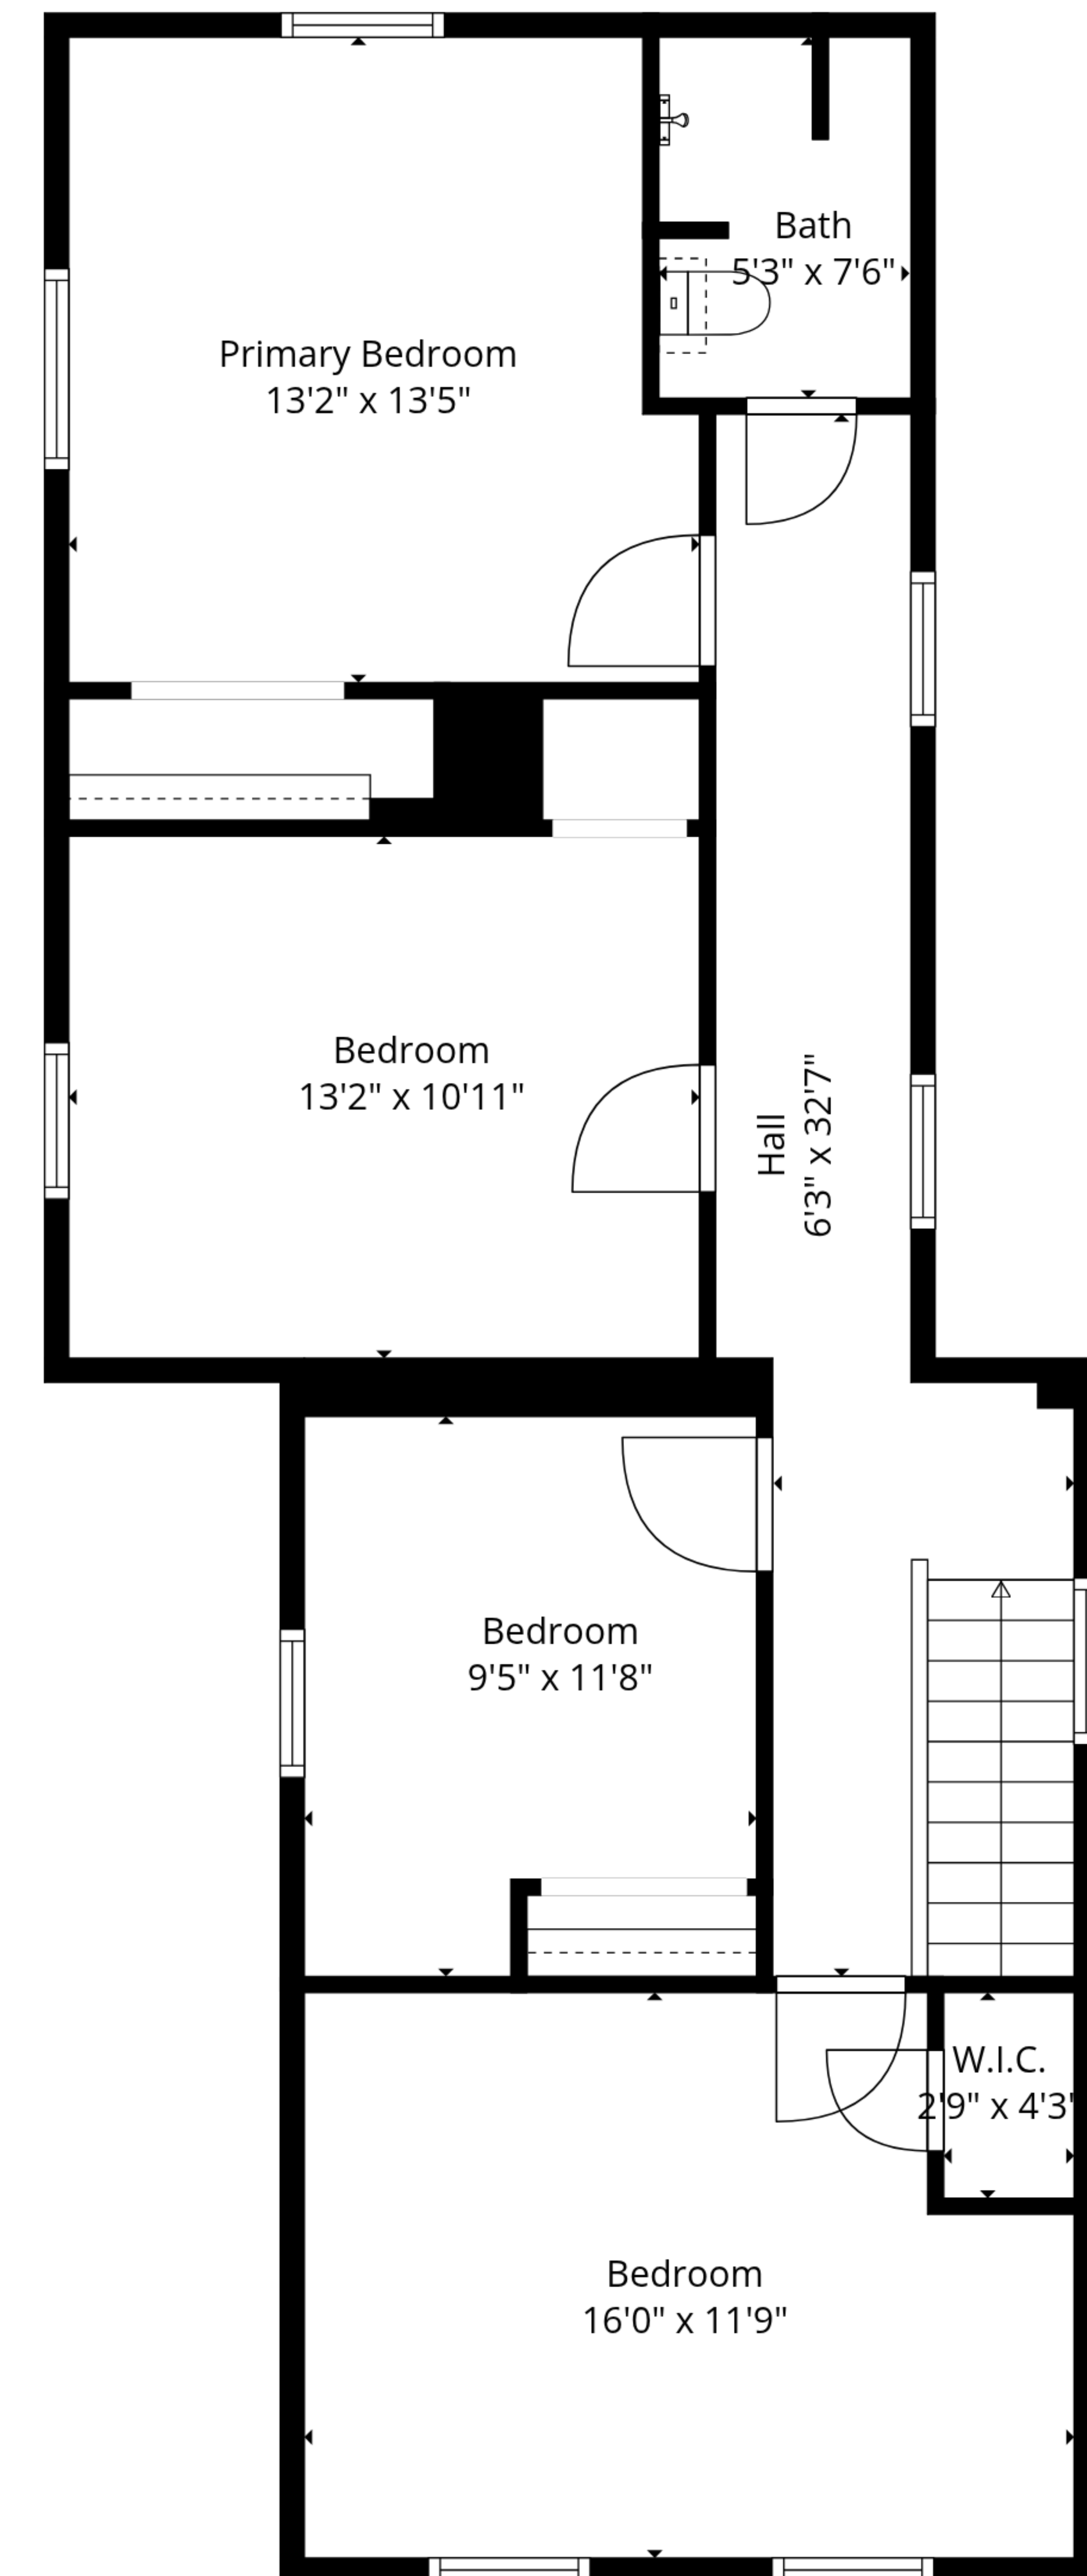 Bath
5'3" x 7'6"
Primary Bedroom
13'2" x 13'5"
Bedroom
13'2" x 10'11"
Hall
6'3" x 32'7"
Bedroom
9'5" x 11'8"
W.I.C.
2'9" x 4'3"
Bedroom
16'0" x 11'9"